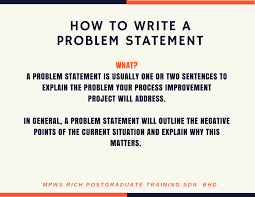 HOW TO WRITE A
PROBLEM STATEMENT
WHAT?
A PROBLEM STATEMENT IS USUALLY ONE OR TWO SENTENCES TO
EXPLAIN THE PROBLEM YOUR PROCESS IMPROVEMENT
PROJECT WILL ADDRESS.
IN GENERAL, A PROBLEM STATEMENT WILL OUTLINE THE NEGATIVE
POINTS OF THE CURRENT SITUATION AND EXPLAIN WHY THIS
MATTERS.
MPWS RICH POSTGRADUATE TRAINING SDN BHD